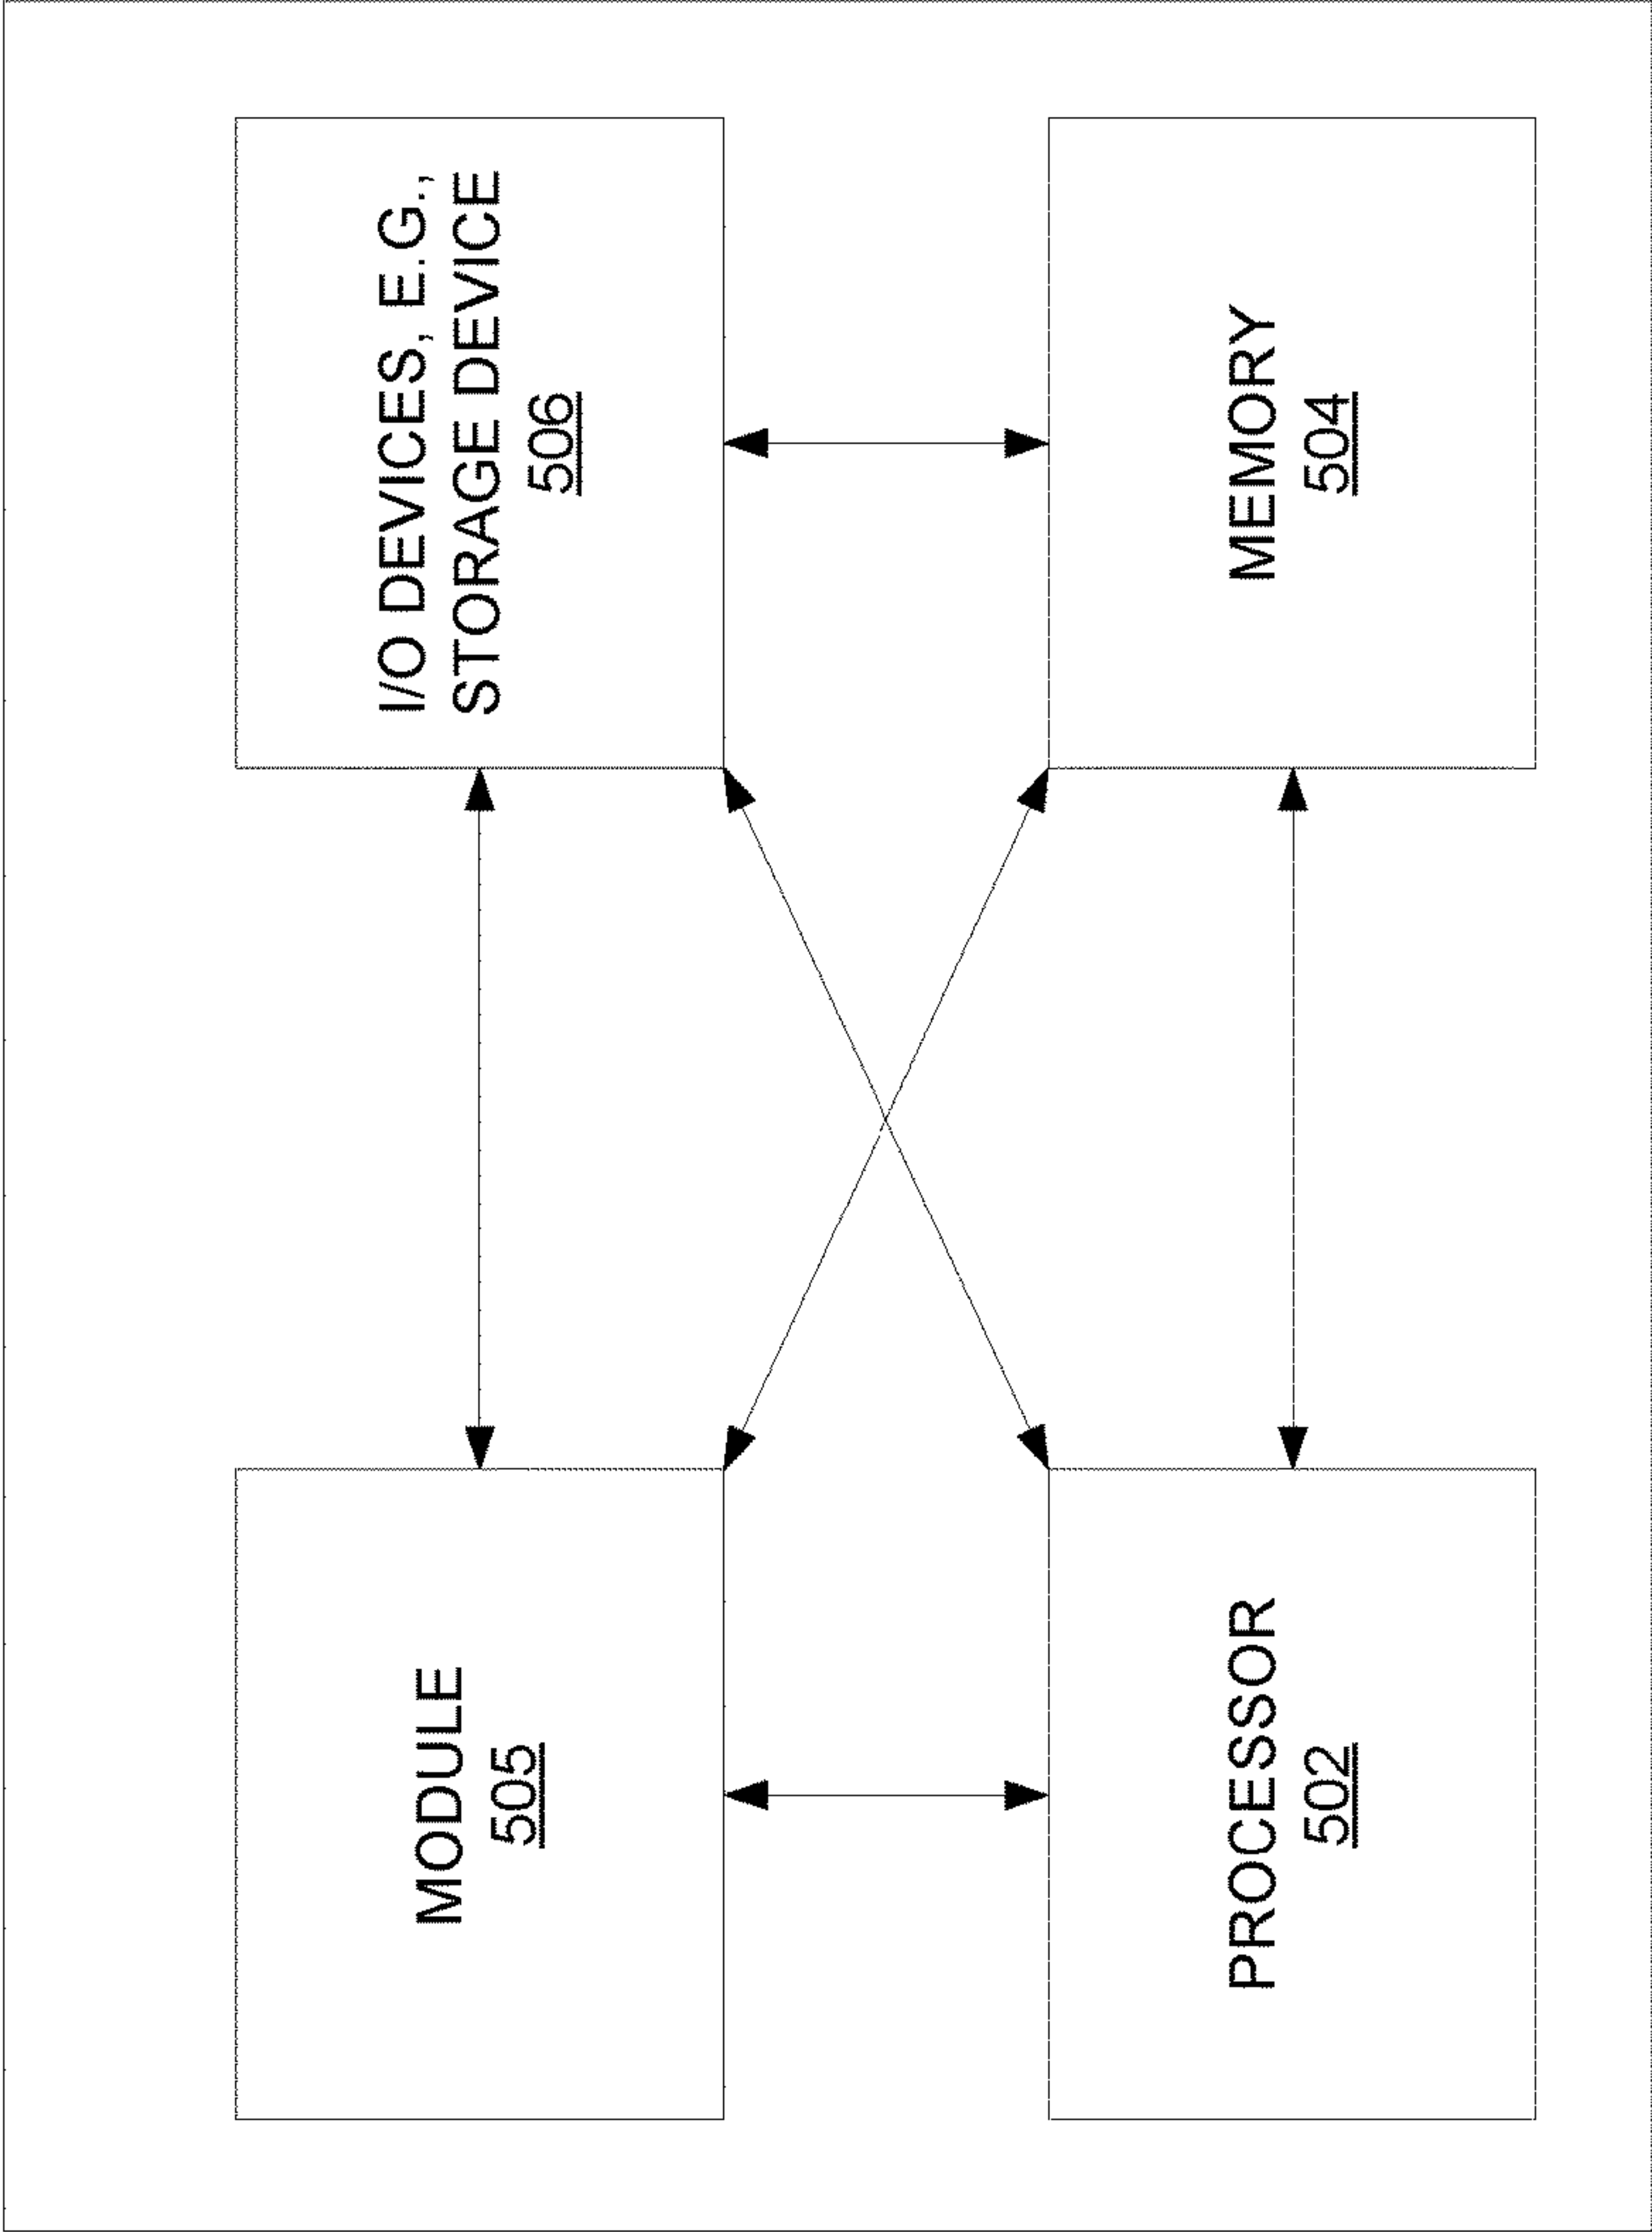 MODULE
505
I/O DEVICES, E.G.,
STORAGE DEVICE
506
PROCESSOR
502
MEMORY
504